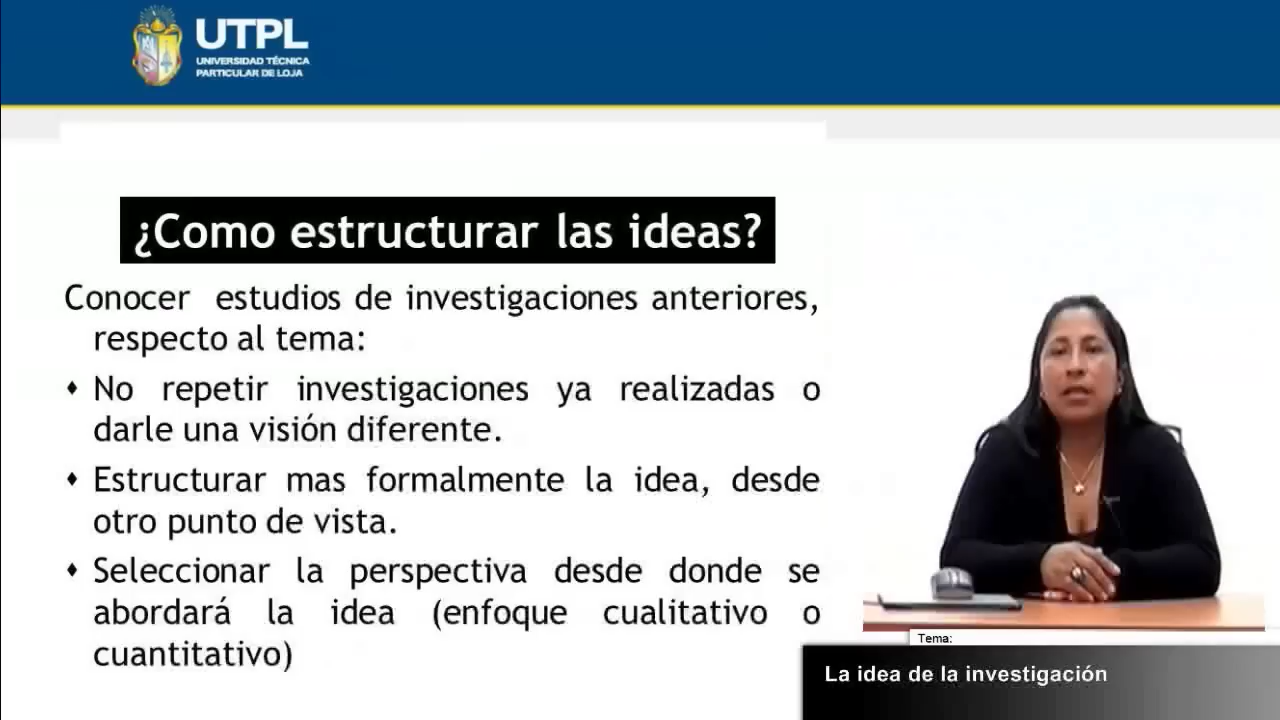 UTPL
UNIVERSIDAD TÉCNICA
PARTICULAR DE LOJA
¿Como estructurar las ideas?
Conocer estudios de investigaciones anteriores,
respecto al tema:
No repetir investigaciones ya realizadas o
darle una visión diferente.
Estructurar mas formalmente la idea, desde
otro punto de vista.
Seleccionar la perspectiva desde donde se
abordará la idea (enfoque cualitativo o
cuantitativo)
Tema:
La idea de la investigación